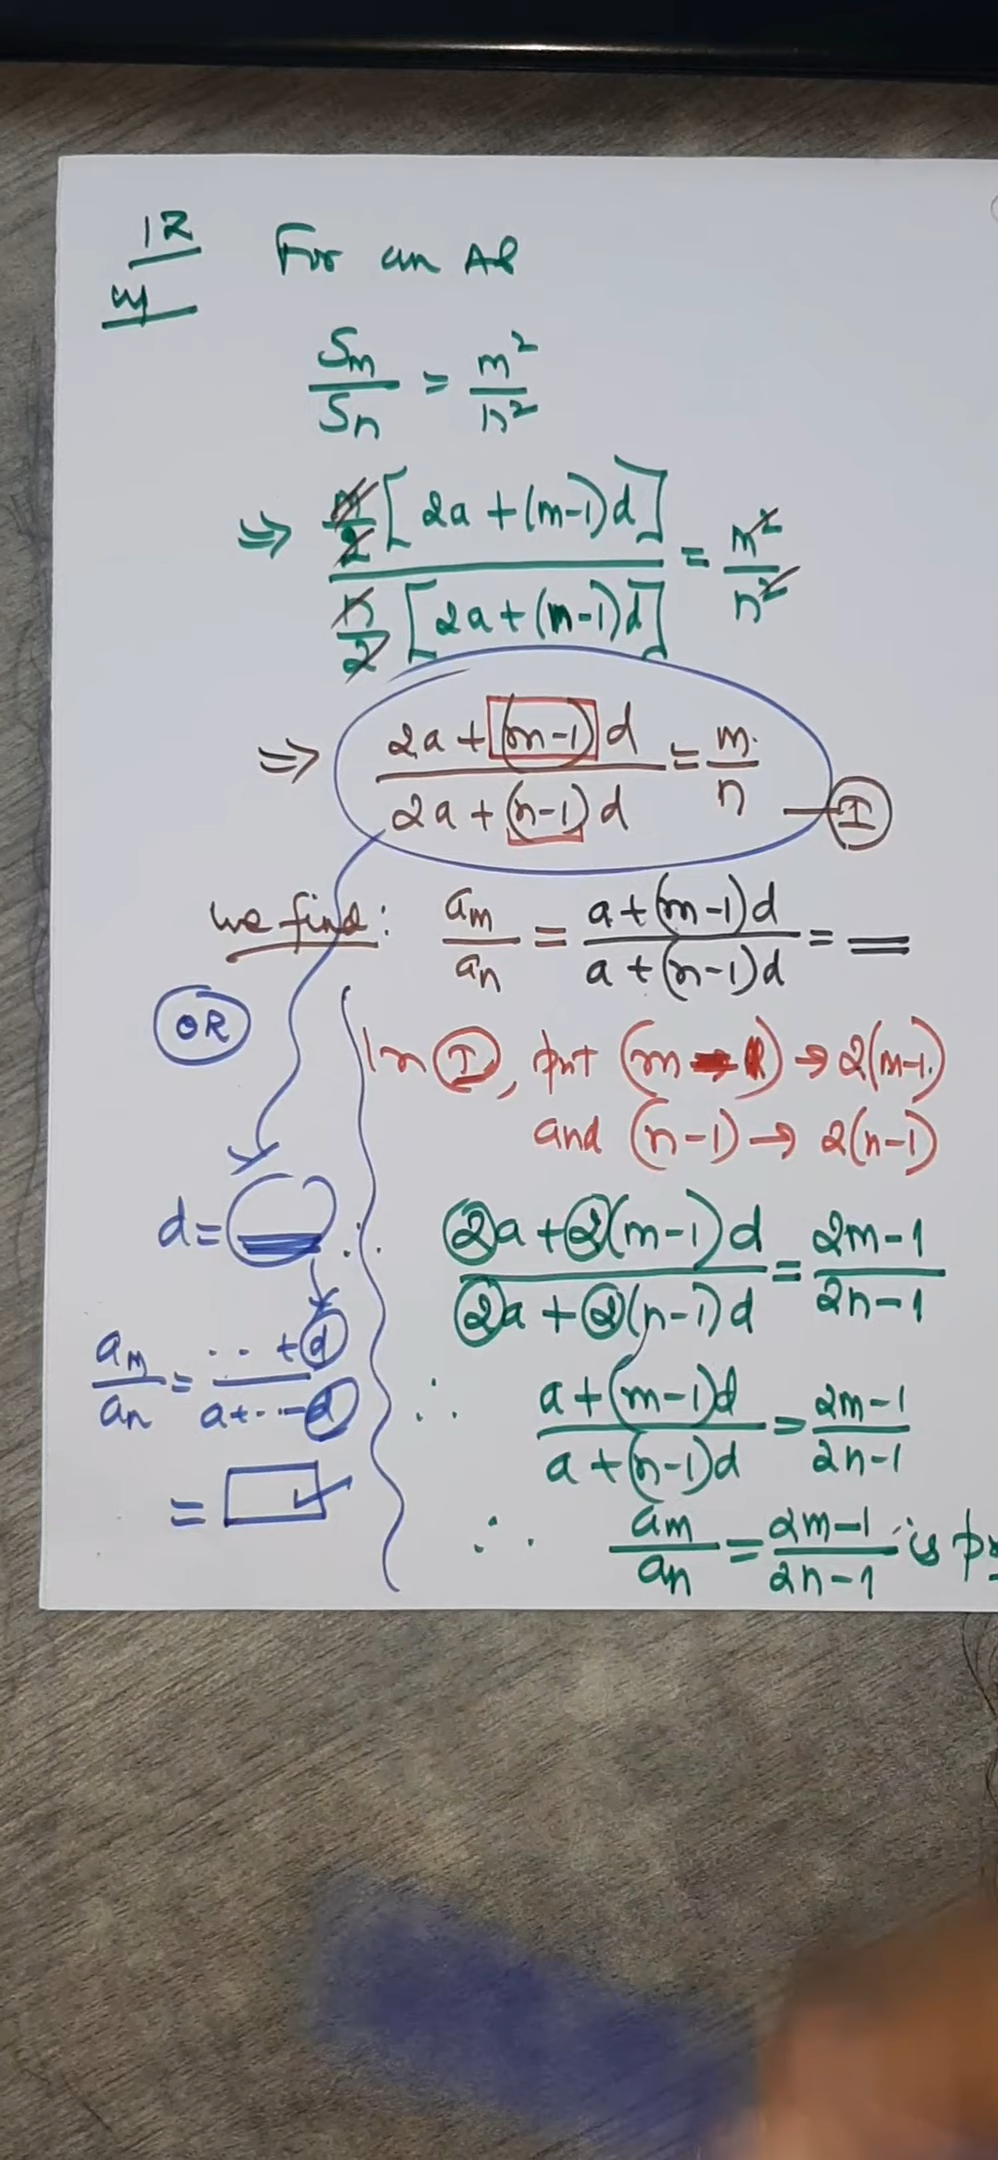 12
For an AP
Sm/Sn = m²/n²
⇒ m/2 [2a + (m-1)d] / n/2 [2a + (n-1)d] = m²/n²
⇒ 2a + (m-1)d / 2a + (n-1)d = m/n — I
we find: am/an = a + (m-1)d / a + (n-1)d = —
OR
In I, put (m-1) → 2(m-1)
and (n-1) → 2(n-1)
d =
∴ 2a + 2(m-1)d / 2a + 2(n-1)d = 2m-1 / 2n-1
am/an = ... + d / a + ... d
∴ a + (m-1)d / a + (n-1)d = 2m-1 / 2n-1
=
∴ am/an = 2m-1 / 2n-1 is